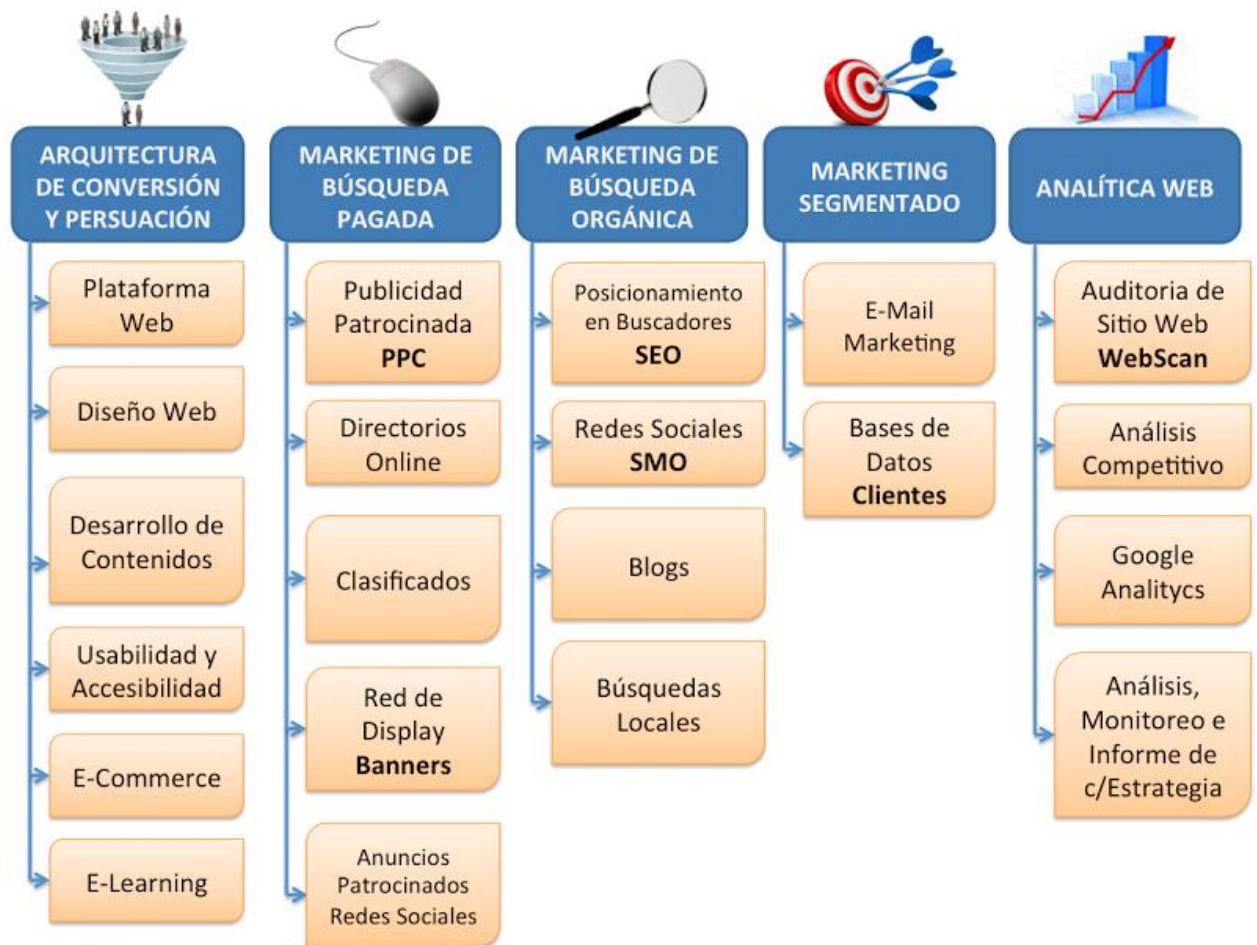 ARQUITECTURA
DE CONVERSIÓN
Y PERSUACIÓN
Plataforma
Web
Diseño Web
Desarrollo de
Contenidos
Usabilidad y
Accesibilidad
E-Commerce
E-Learning
MARKETING DE
BÚSQUEDA
PAGADA
Publicidad
Patrocinada
PPC
Directorios
Online
Clasificados
Red de
Display
Banners
Anuncios
Patrocinados
Redes Sociales
MARKETING DE
BÚSQUEDA
ORGÁNICA
Posicionamiento
en Buscadores
SEO
Redes Sociales
SMO
Blogs
Búsquedas
Locales
MARKETING
SEGMENTADO
E-Mail
Marketing
Bases de
Datos
Clientes
ANALÍTICA WEB
Auditoria de
Sitio Web
WebScan
Análisis
Competitivo
Google
Analitycs
Análisis,
Monitoreo e
Informe de
c/Estrategia